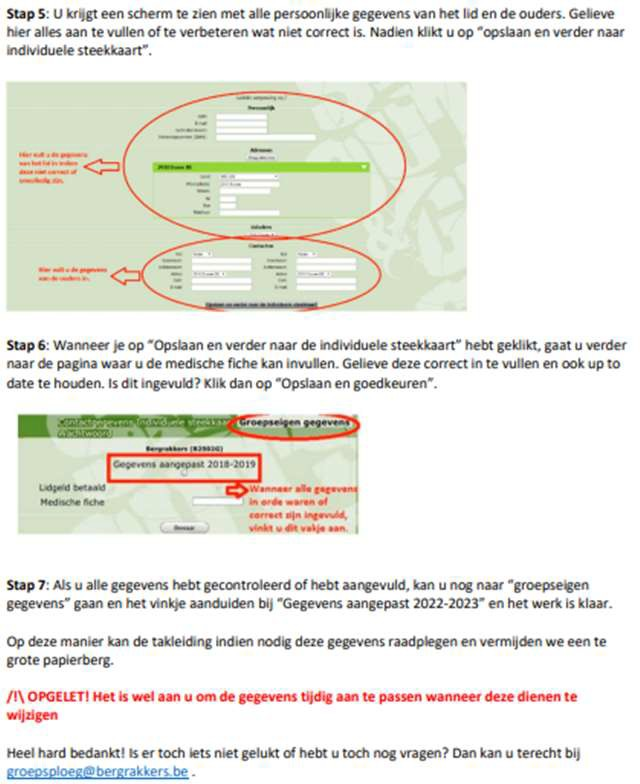 Stap 5: U krijgt een scherm te zien met alle persoonlijke gegevens van het lid en de ouders. Gelieve
hier alles aan te vullen of te verbeteren wat niet correct is. Nadien klikt u op “opslaan en verder naar
individuele steekkaart”.
Persoonlijk
Adressen
Hier vult u de gegevens
van het lid in indien
deze niet correct of
onvolledig zijn.
Contacten
Hier vult u de gegevens
van de ouders in.
Opslaan en verder naar de individuele steekkaart
Stap 6: Wanneer je op “Opslaan en verder naar de individuele steekkaart” hebt geklikt, gaat u verder
naar de pagina waar u de medische fiche kan invullen. Gelieve deze correct in te vullen en ook up to
date te houden. Is dit ingevuld? Klik dan op “Opslaan en goedkeuren”.
Contactgegevens Individuele steekkaart Groepseigen gegevens
Wachtwoord
Bergrakkers (B2902G)
Gegevens aangepast 2018-2019
Lidgeld betaald
Medische fiche
Wanneer alle gegevens
in orde waren of
correct zijn ingevuld,
vinkt u dit vakje aan.
Bewaar
Stap 7: Als u alle gegevens hebt gecontroleerd of hebt aangevuld, kan u nog naar “groepseigen
gegevens” gaan en het vinkje aanduiden bij “Gegevens aangepast 2022-2023” en het werk is klaar.
Op deze manier kan de takleiding indien nodig deze gegevens raadplegen en vermijden we een te
grote papierberg.
/!\ OPGELET! Het is wel aan u om de gegevens tijdig aan te passen wanneer deze dienen te
wijzigen
Heel hard bedankt! Is er toch iets niet gelukt of hebt u toch nog vragen? Dan kan u terecht bij
groepsploeg@bergrakkers.be .